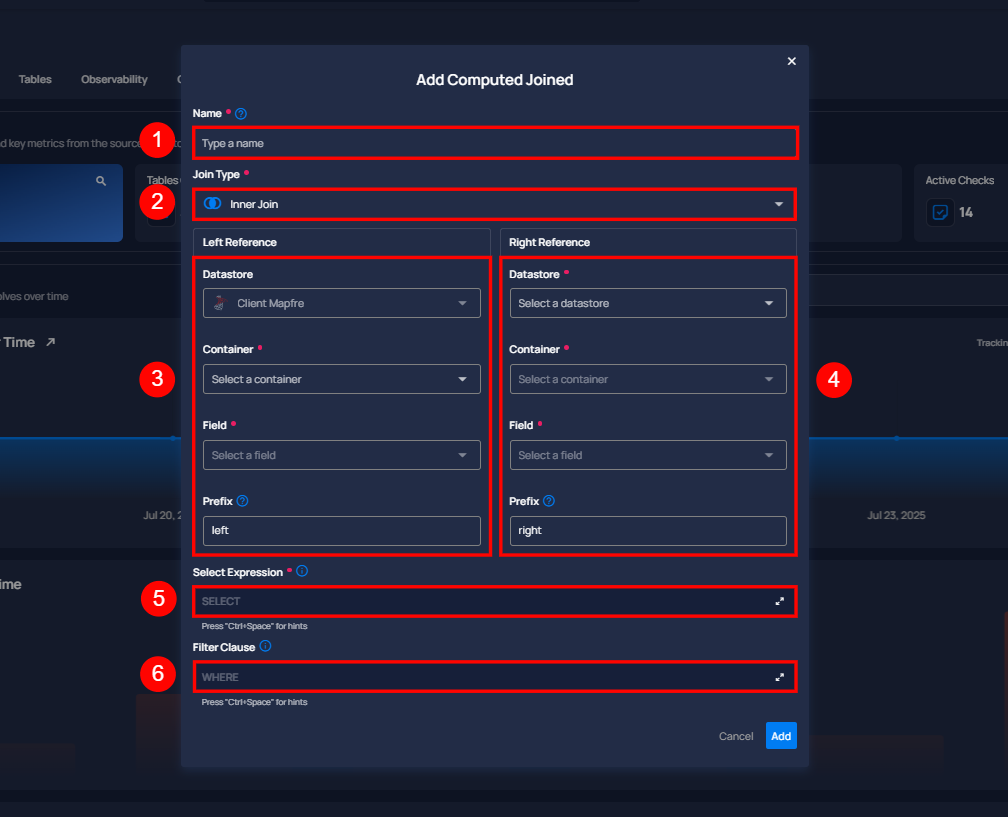 Tables Observability
Add Computed Joined
Name •
d key metrics from the sourc
1
Type a name
Join Type •
Tables
Active Checks
2
Inner Join
14
Left Reference
Right Reference
Datastore
Datastore •
Client Mapfre
Select a datastore
olves over time
Time
Trackin
Container •
Container •
3
Select a container
Select a container
4
Field •
Field •
Select a field
Select a field
Prefix
Prefix
Jul 20, 2
left
right
Jul 23, 2025
Select Expression •
ime
5
SELECT
Press "Ctrl+Space" for hints
Filter Clause
6
WHERE
Press "Ctrl+Space" for hints
Cancel
Add